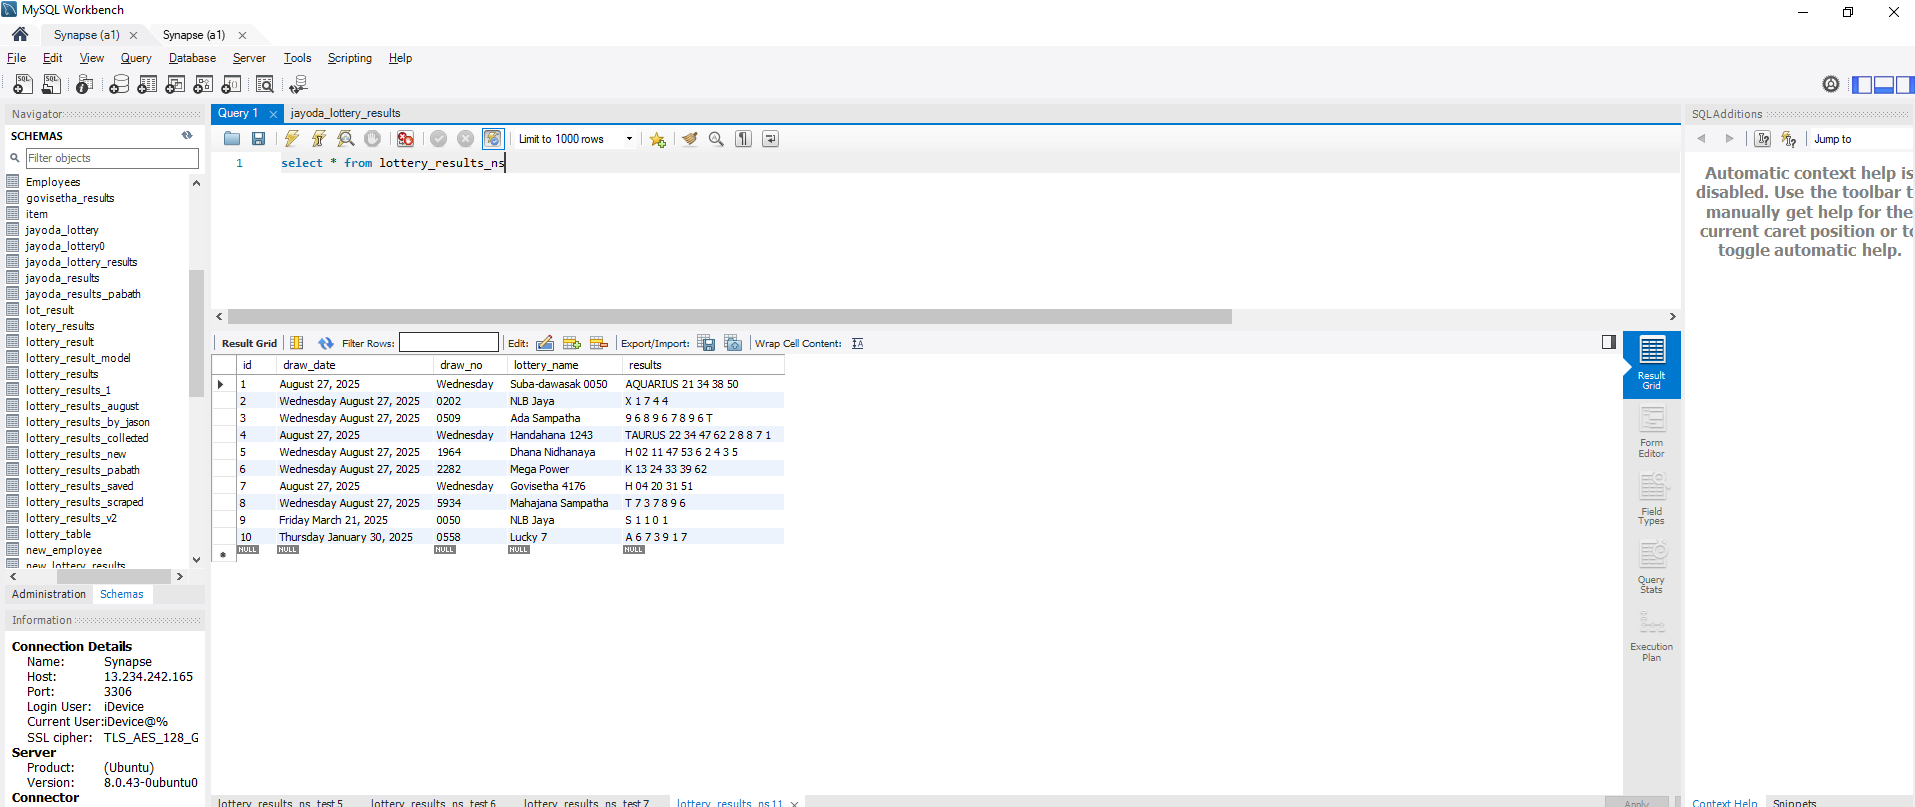 MySQL Workbench
Synapse (a1) Synapse (a1)
File Edit View Query Database Server Tools Scripting Help
Navigator
SCHEMAS
Filter objects
Employees
govisetha_results
item
jayoda_lottery
jayoda_lottery0
jayoda_lottery_results
jayoda_results
jayoda_results_pabath
lot_result
lotery_results
lottery_result
lottery_result_model
lottery_results
lottery_results_1
lottery_results_august
lottery_results_by_jason
lottery_results_collected
lottery_results_new
lottery_results_pabath
lottery_results_saved
lottery_results_scraped
lottery_results_v2
lottery_table
new_employee
new_lottery_results
Administration Schemas
Information
Connection Details
Name: Synapse
Host: 13.234.242.165
Port: 3306
Login User: iDevice
Current User: iDevice@%
SSL cipher: TLS_AES_128_G
Server
Product: (Ubuntu)
Version: 8.0.43-0ubuntu0
Connector
Query 1 jayoda_lottery_results
Limit to 1000 rows
1 select * from lottery_results_ns
Result Grid Filter Rows: Edit: Export/Import: Wrap Cell Content:
id draw_date draw_no lottery_name results
1 August 27, 2025 Wednesday Suba-dawasak 0050 AQUARIUS 21 34 38 50
2 Wednesday August 27, 2025 0202 NLB Jaya X 1 7 4 4
3 Wednesday August 27, 2025 0509 Ada Sampatha 9 6 8 9 6 7 8 9 6 T
4 August 27, 2025 Wednesday Handahana 1243 TAURUS 22 34 47 62 2 8 8 7 1
5 Wednesday August 27, 2025 1964 Dhana Nidhanaya H 02 11 47 53 6 2 4 3 5
6 Wednesday August 27, 2025 2282 Mega Power K 13 24 33 39 62
7 August 27, 2025 Wednesday Govisetha 4176 H 04 20 31 51
8 Wednesday August 27, 2025 5934 Mahajana Sampatha T 7 3 7 8 9 6
9 Friday March 21, 2025 0050 NLB Jaya S 1 1 0 1
10 Thursday January 30, 2025 0558 Lucky 7 A 6 7 3 9 1 7
NULL NULL NULL NULL NULL
Result
Grid
Form
Editor
Field
Types
Query
Stats
Execution
Plan
lottery_results_ns_test 5 lottery_results_ns_test 6 lottery_results_ns_test 7 lottery_results_ns 11 Apply
SQLAdditions
Jump to
Automatic context help is
disabled. Use the toolbar t
manually get help for the
current caret position or to
toggle automatic help.
Context Help Snippets